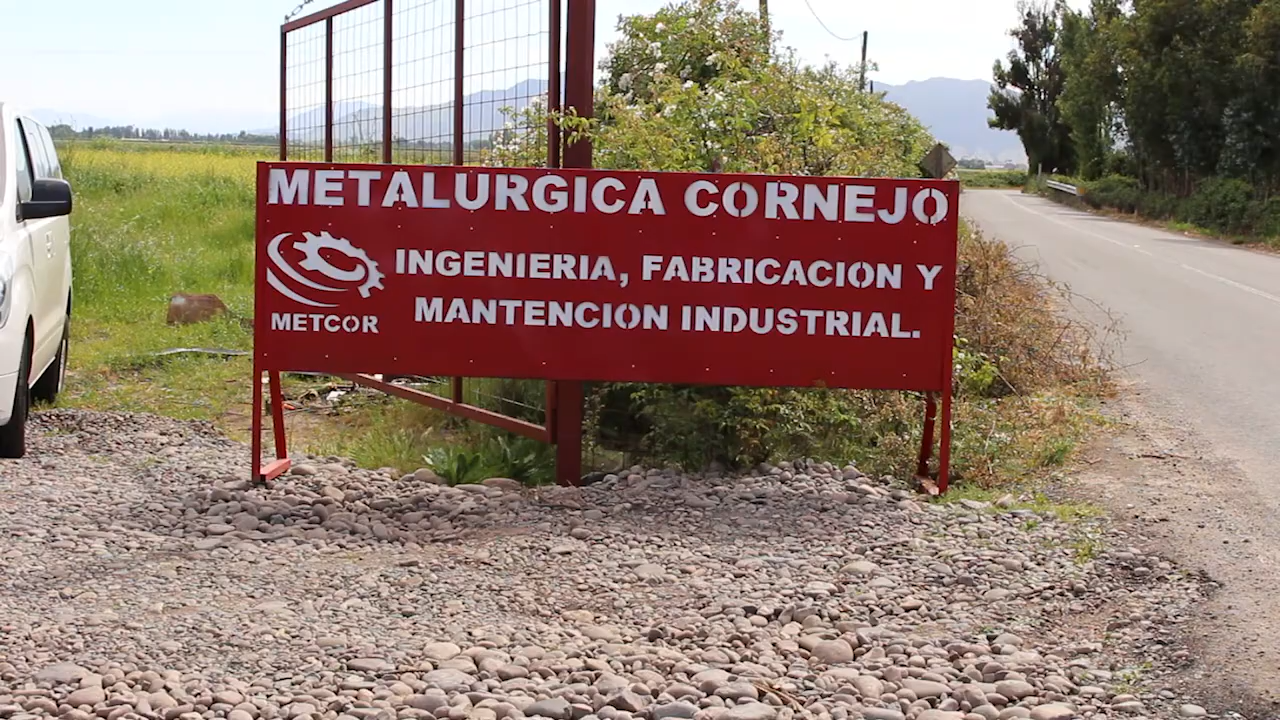 METALURGICA CORNEJO
INGENIERIA, FABRICACION Y
MANTENCION INDUSTRIAL.
METCOR